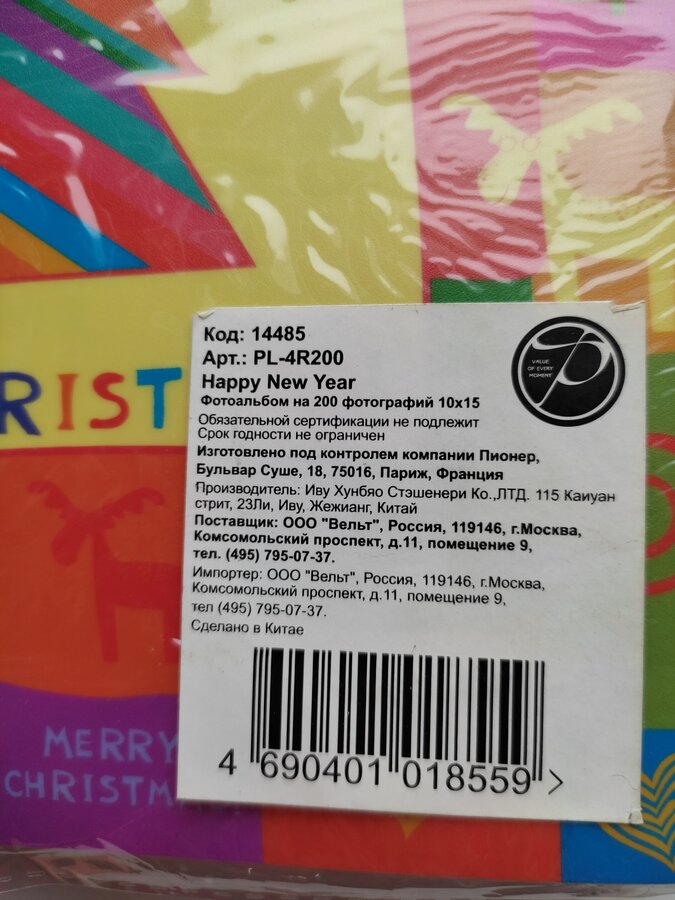 RIST
Код: 14485
Арт.: PL-4R200
Happy New Year
Фотоальбом на 200 фотографий 10x15
Обязательной сертификации не подлежит
Срок годности не ограничен
Изготовлено под контролем компании Пионер,
Бульвар Суше, 18, 75016, Париж, Франция
Производитель: Иву Хунбяо Стэшенери Ко.,ЛТД. 115 Каиуан
стрит, 23Ли, Иву, Жежианг, Китай
Поставщик: ООО "Вельт", Россия, 119146, г.Москва,
Комсомольский проспект, д.11, помещение 9,
тел. (495) 795-07-37.
Импортер: ООО "Вельт", Россия, 119146, г.Москва,
Комсомольский проспект, д.11, помещение 9,
тел (495) 795-07-37.
Сделано в Китае
4 690401 018559 >
VALUE
OF EVERY
MOMENT
MERRY
CHRISTM